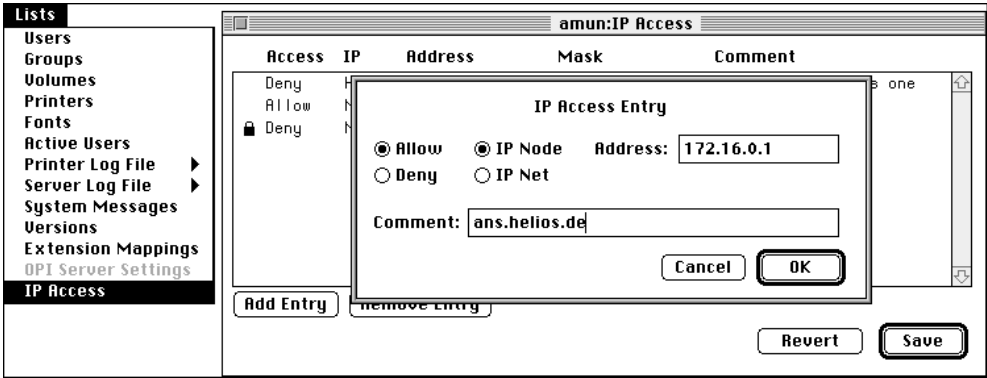 Lists
Users
Groups
Volumes
Printers
Fonts
Active Users
Printer Log File
Server Log File
System Messages
Versions
Extension Mappings
OPI Server Settings
IP Access
amun:IP Access
Access IP Address Mask Comment
Deny one
Allow
Deny
IP Access Entry
Allow IP Node Address: 172.16.0.1
Deny IP Net
Comment: ans.helios.de
Cancel OK
Add Entry Remove Entry
Revert Save